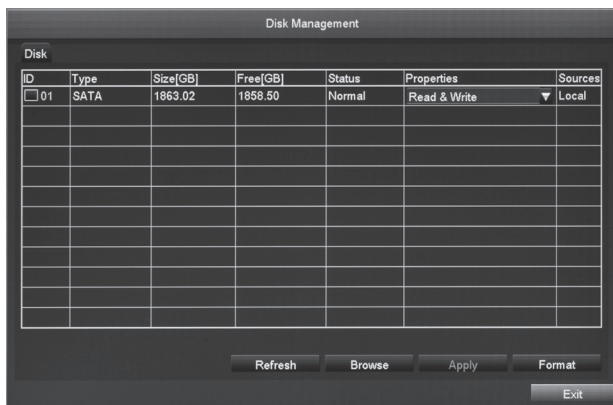 Disk Management
Disk
ID Type Size[GB] Free[GB] Status Properties Sources
01 SATA 1863.02 1858.50 Normal Read & Write Local
Refresh Browse Apply Format
Exit